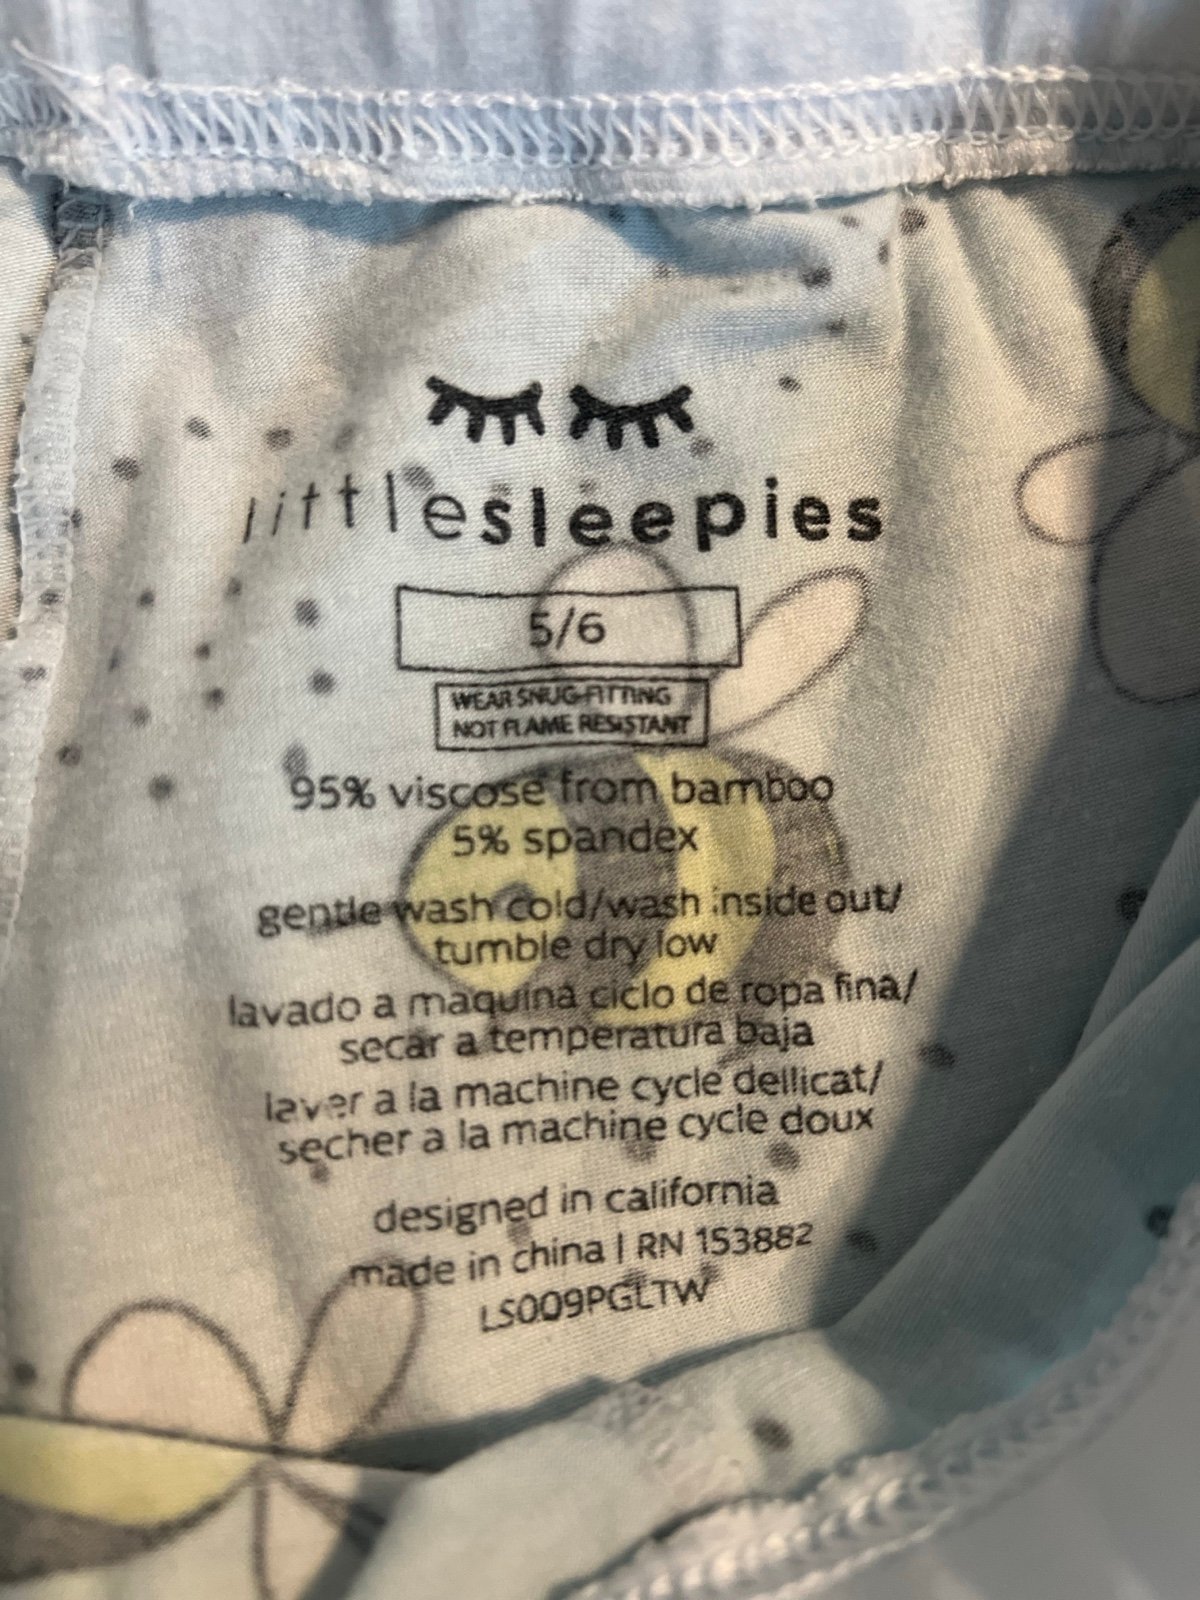 littlesleepies
5/6
WEAR SNUG-FITTING
NOT FLAME RESISTANT
95% viscose from bamboo
5% spandex
gentle wash cold/wash inside out/
tumble dry low
lavado a maquina ciclo de ropa fina/
secar a temperatura baja
laver a la machine cycle dellicat/
secher a la machine cycle doux
designed in california
made in china | RN 153882
LS009PGLTW